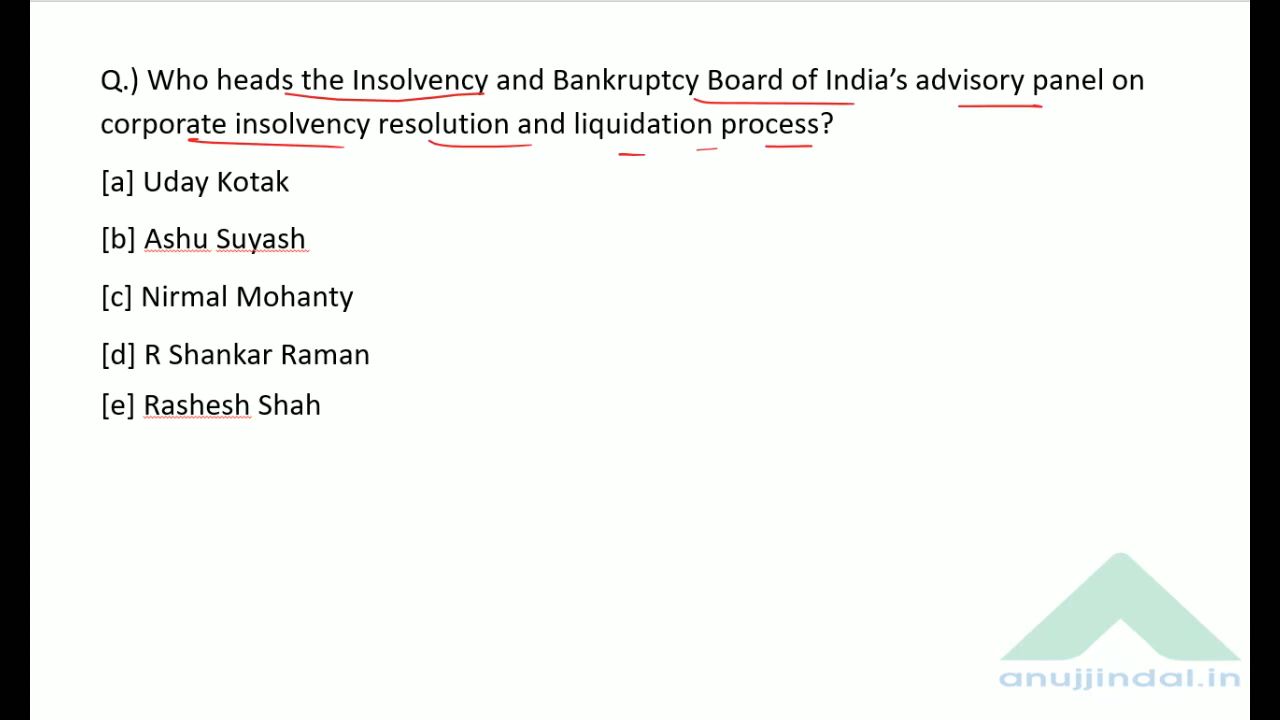 Q.) Who heads the Insolvency and Bankruptcy Board of India’s advisory panel on
corporate insolvency resolution and liquidation process?
[a] Uday Kotak
[b] Ashu Suyash
[c] Nirmal Mohanty
[d] R Shankar Raman
[e] Rashesh Shah
anujjindal.in